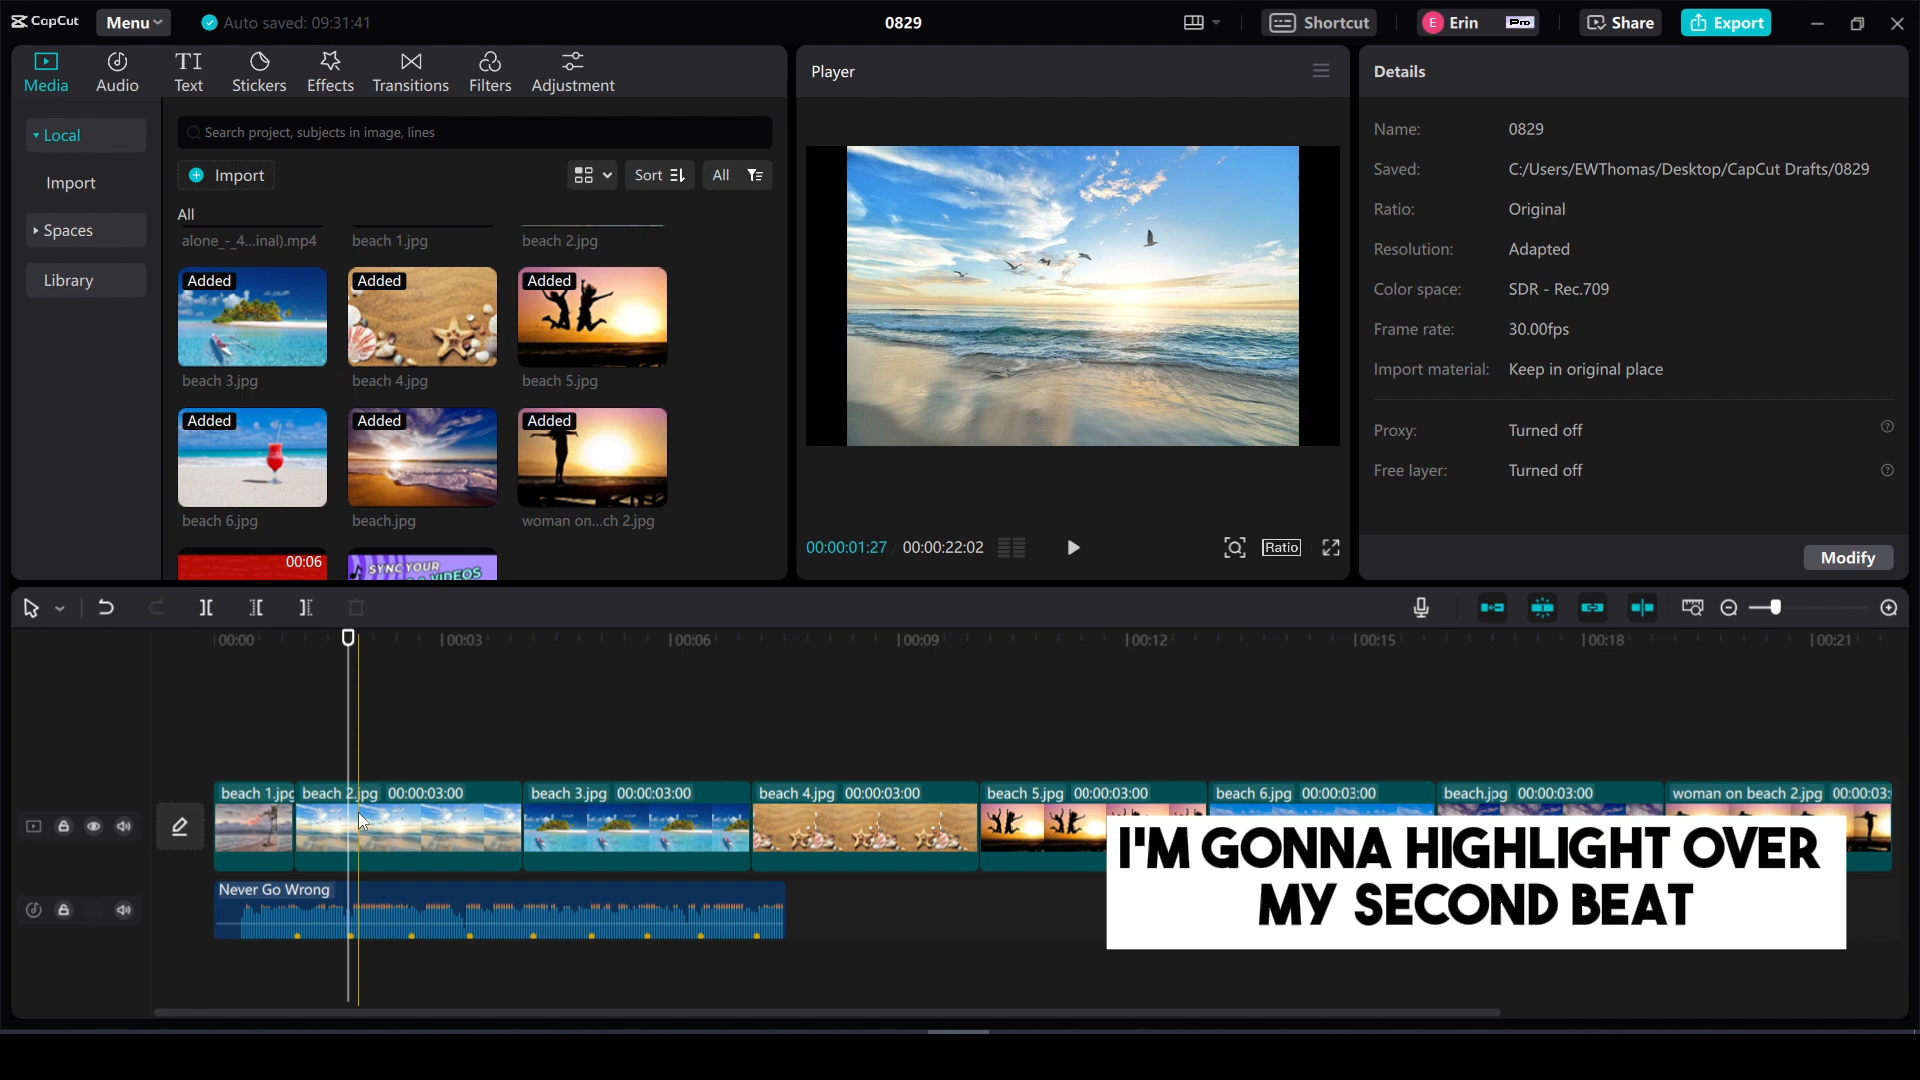 CapCut
Menu
Auto saved: 09:31:41
0829
Shortcut
E
Erin
Pro
Share
Export
Media
Audio
Text
Stickers
Effects
Transitions
Filters
Adjustment
Local
Import
Spaces
Library
Search project, subjects in image, lines
Import
Sort
All
All
alone_-_4...inal).mp4
beach 1.jpg
beach 2.jpg
Added
Added
Added
beach 3.jpg
beach 4.jpg
beach 5.jpg
Added
Added
Added
beach 6.jpg
beach.jpg
woman on...ch 2.jpg
00:06
SYNC YOUR
VIDEOS
Player
00:00:01:27
00:00:22:02
Ratio
Details
Name: 0829
Saved: C:/Users/EWThomas/Desktop/CapCut Drafts/0829
Ratio: Original
Resolution: Adapted
Color space: SDR - Rec.709
Frame rate: 30.00fps
Import material: Keep in original place
Proxy: Turned off
Free layer: Turned off
Modify
00:00
00:03
00:06
00:09
00:12
00:15
00:18
00:21
beach 1.jpg
beach 2.jpg 00:00:03:00
beach 3.jpg 00:00:03:00
beach 4.jpg 00:00:03:00
beach 5.jpg 00:00:03:00
beach 6.jpg 00:00:03:00
beach.jpg 00:00:03:00
woman on beach 2.jpg 00:00:03:
Never Go Wrong
I'M GONNA HIGHLIGHT OVER
MY SECOND BEAT